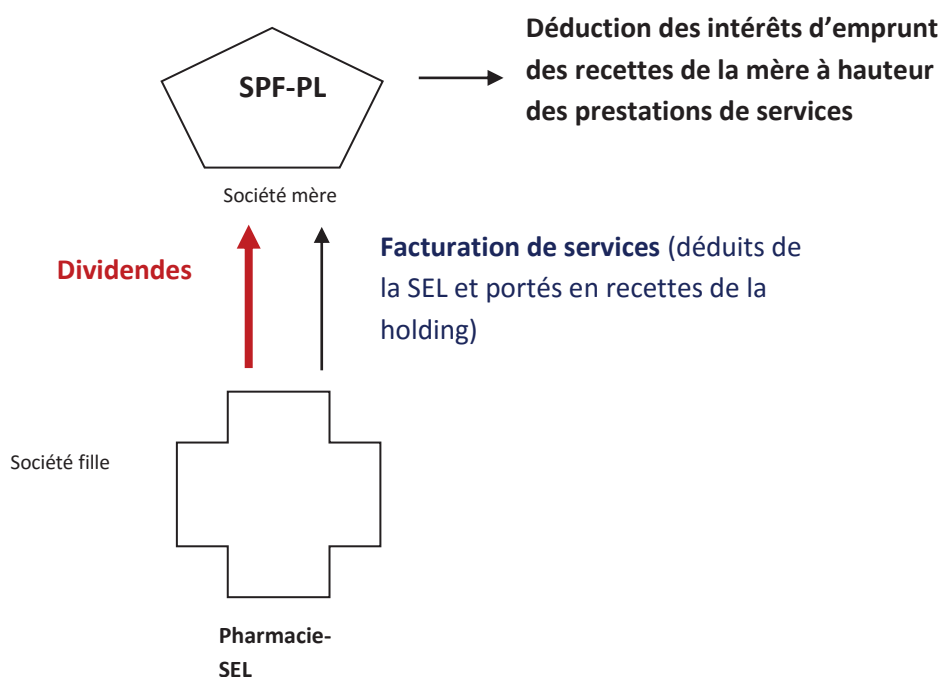 Déduction des intérêts d’emprunt
des recettes de la mère à hauteur
des prestations de services
SPF-PL
Société mère
Dividendes
Facturation de services (déduits de
la SEL et portés en recettes de la
holding)
Société fille
Pharmacie-
SEL